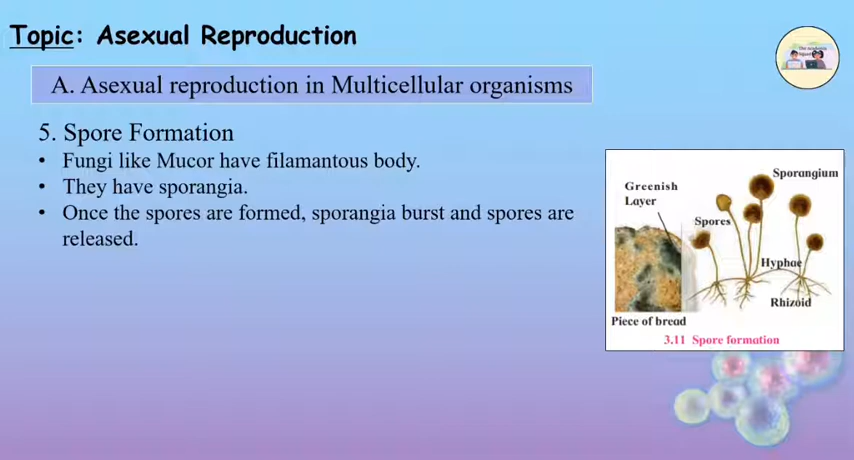 Topic: Asexual Reproduction
A. Asexual reproduction in Multicellular organisms
5. Spore Formation
• Fungi like Mucor have filamantous body.
• They have sporangia.
• Once the spores are formed, sporangia burst and spores are
released.
Sporangium
Greenish
Layer
Spores
Hyphae
Rhizoid
Piece of bread
3.11 Spore formation